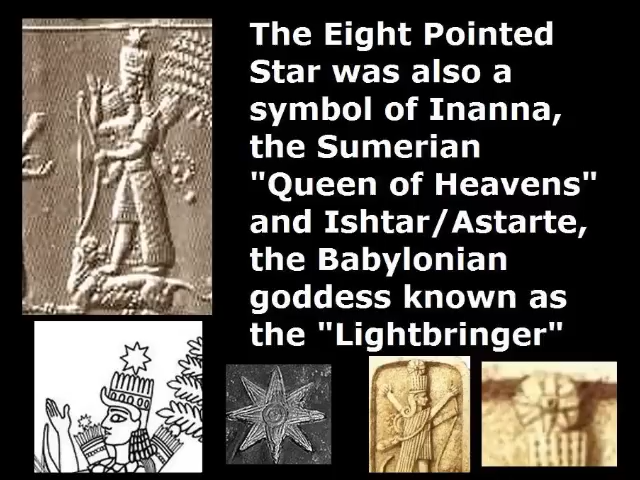 The Eight Pointed
Star was also a
symbol of Inanna,
the Sumerian
"Queen of Heavens"
and Ishtar/Astarte,
the Babylonian
goddess known as
the "Lightbringer"